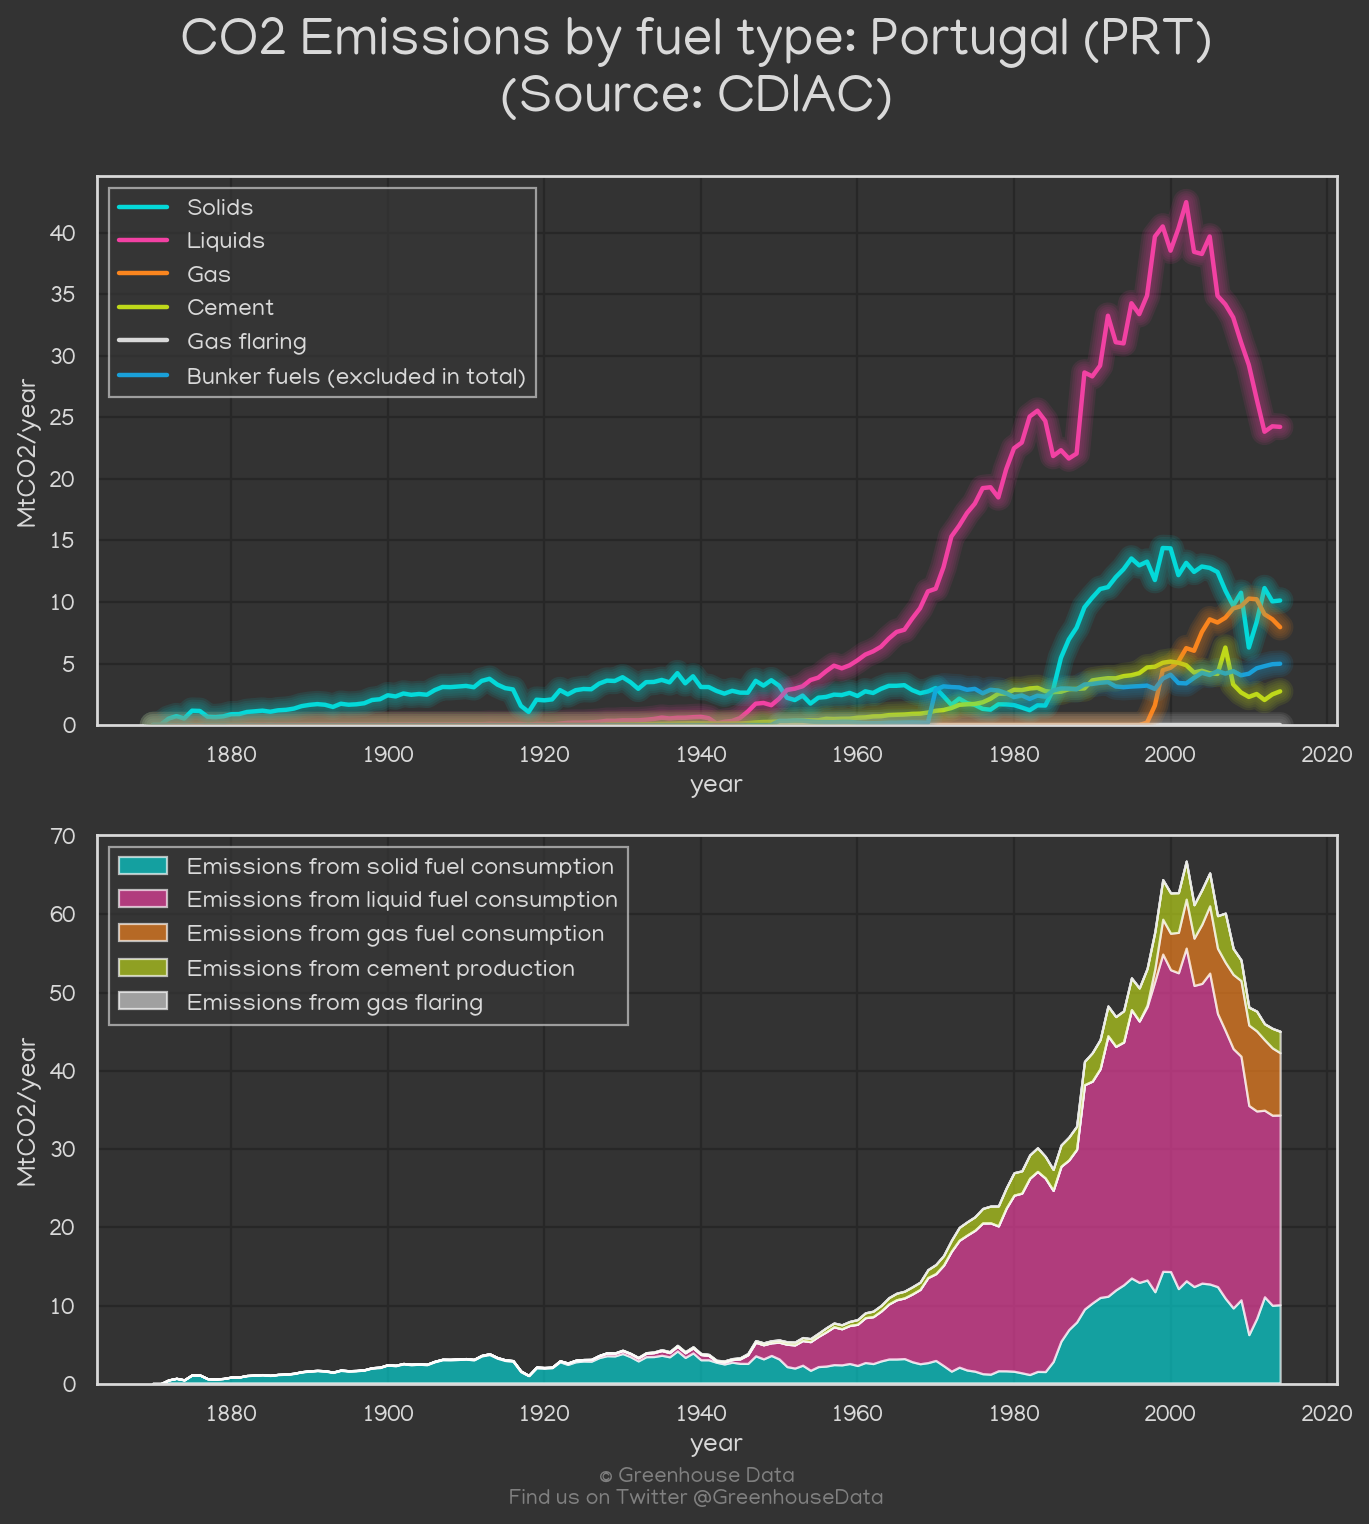 CO2 Emissions by fuel type: Portugal (PRT)
(Source: CDIAC)
Solids
Liquids
Gas
Cement
Gas flaring
Bunker fuels (excluded in total)
MtCO2/year
40
35
30
25
20
15
10
5
0
1880 1900 1920 1940 1960 1980 2000 2020
year
Emissions from solid fuel consumption
Emissions from liquid fuel consumption
Emissions from gas fuel consumption
Emissions from cement production
Emissions from gas flaring
MtCO2/year
70
60
50
40
30
20
10
0
1880 1900 1920 1940 1960 1980 2000 2020
year
© Greenhouse Data
Find us on Twitter @GreenhouseData